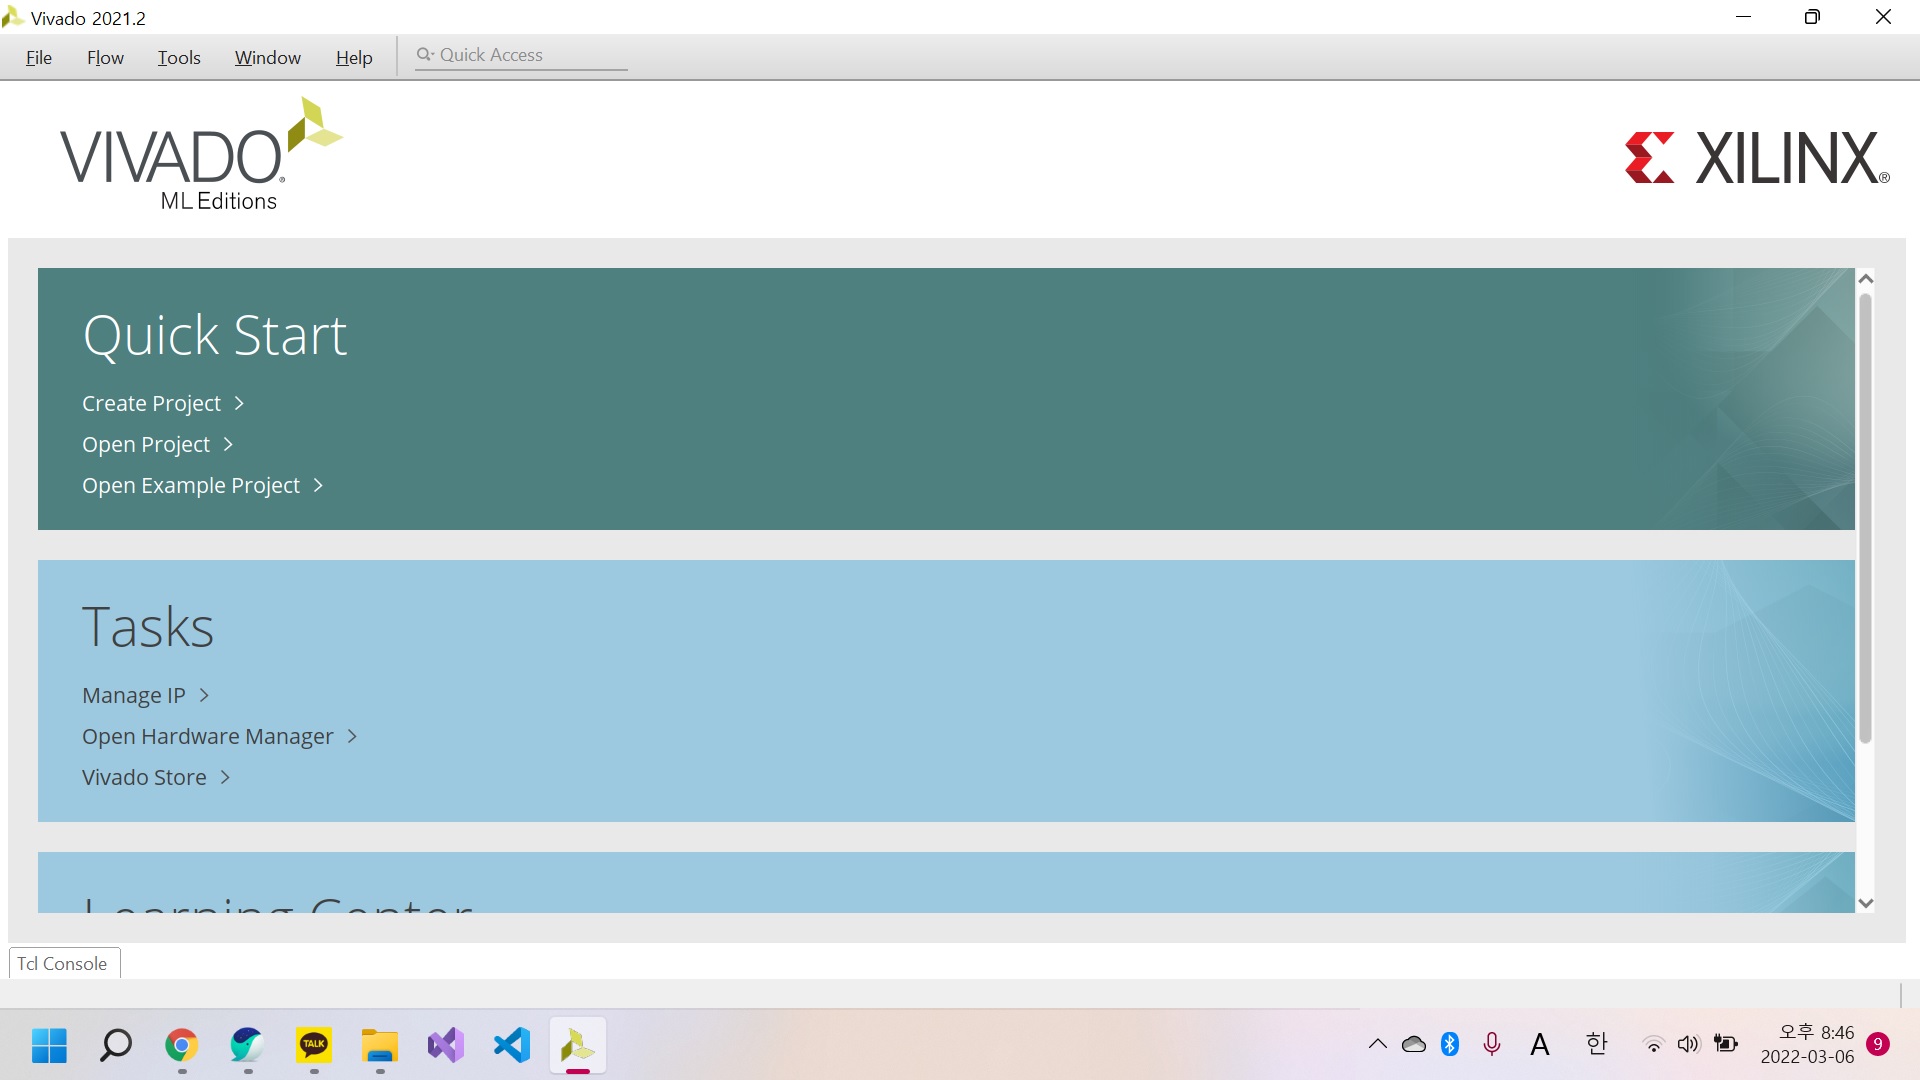 Vivado 2021.2
File Flow Tools Window Help Quick Access
VIVADO®
ML Editions
XILINX®
Quick Start
Create Project >
Open Project >
Open Example Project >
Tasks
Manage IP >
Open Hardware Manager >
Vivado Store >
Learning Center
Tcl Console
TALK
A 한 오후 8:46 9
2022-03-06